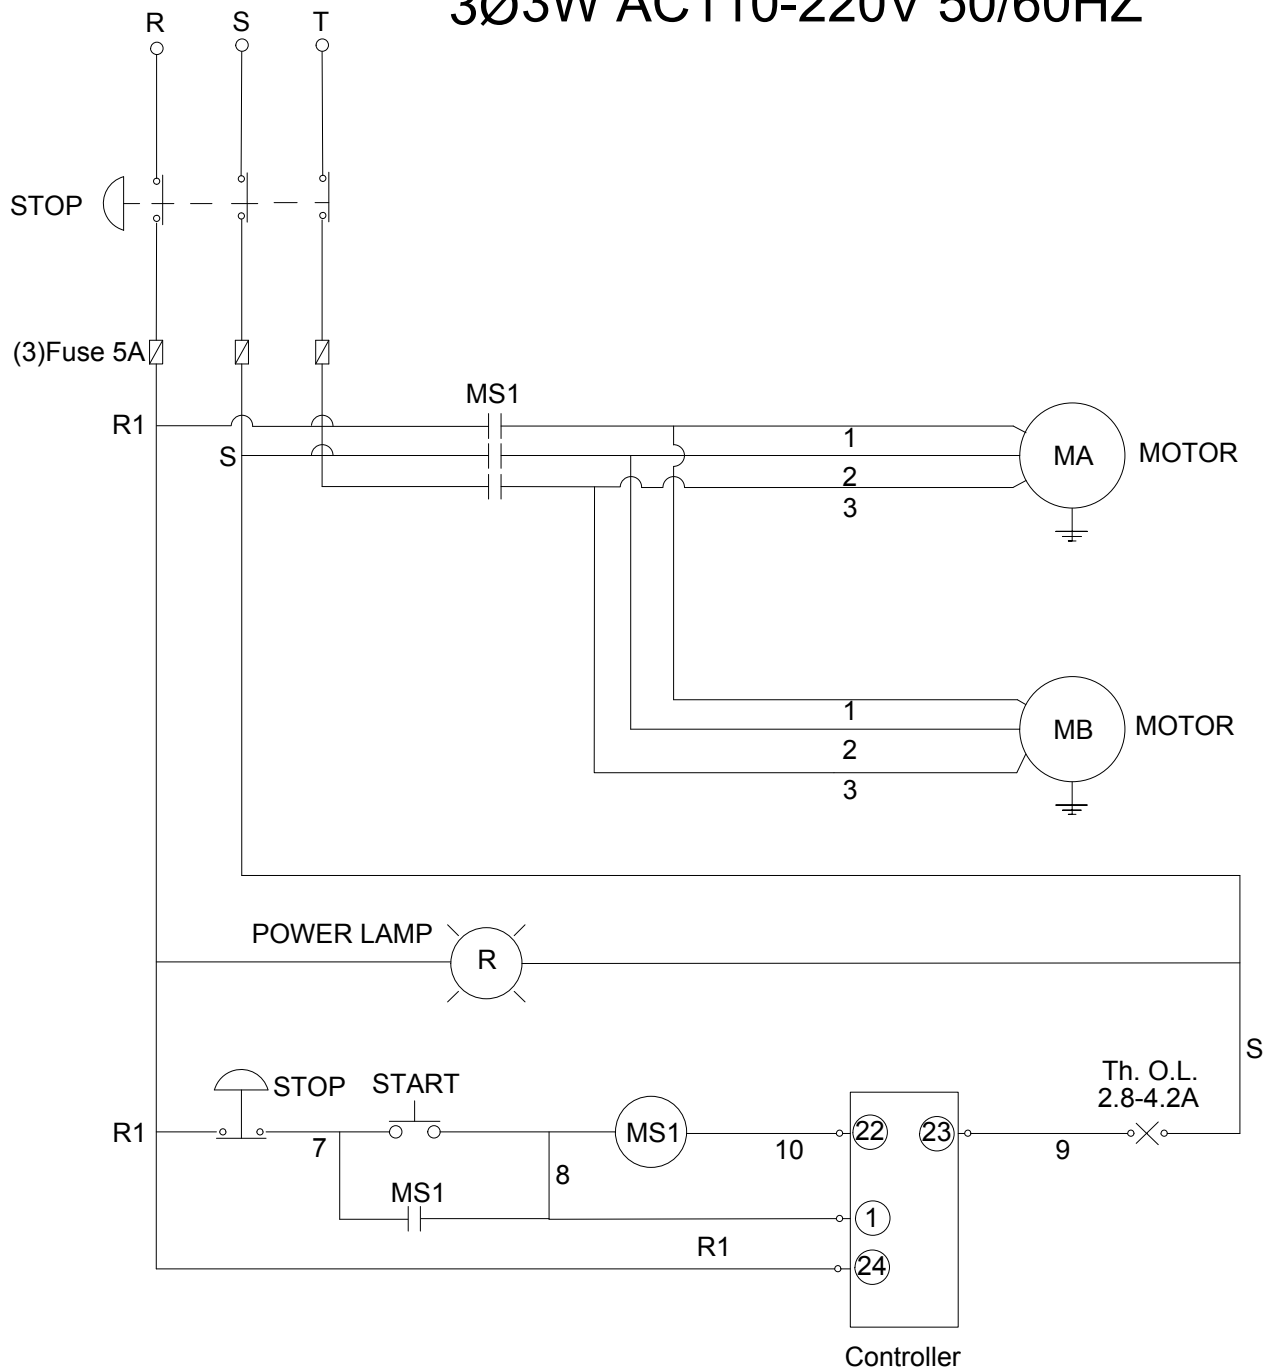 3Ø3W AC110-220V 50/60HZ
R S T
STOP
(3)Fuse 5A
MS1
R1
S
1
2
3
MA
MOTOR
1
2
3
MB
MOTOR
POWER LAMP
R
S
Th. O.L.
2.8-4.2A
STOP
START
R1
7
MS1
8
MS1
10
22
23
9
1
R1
24
Controller